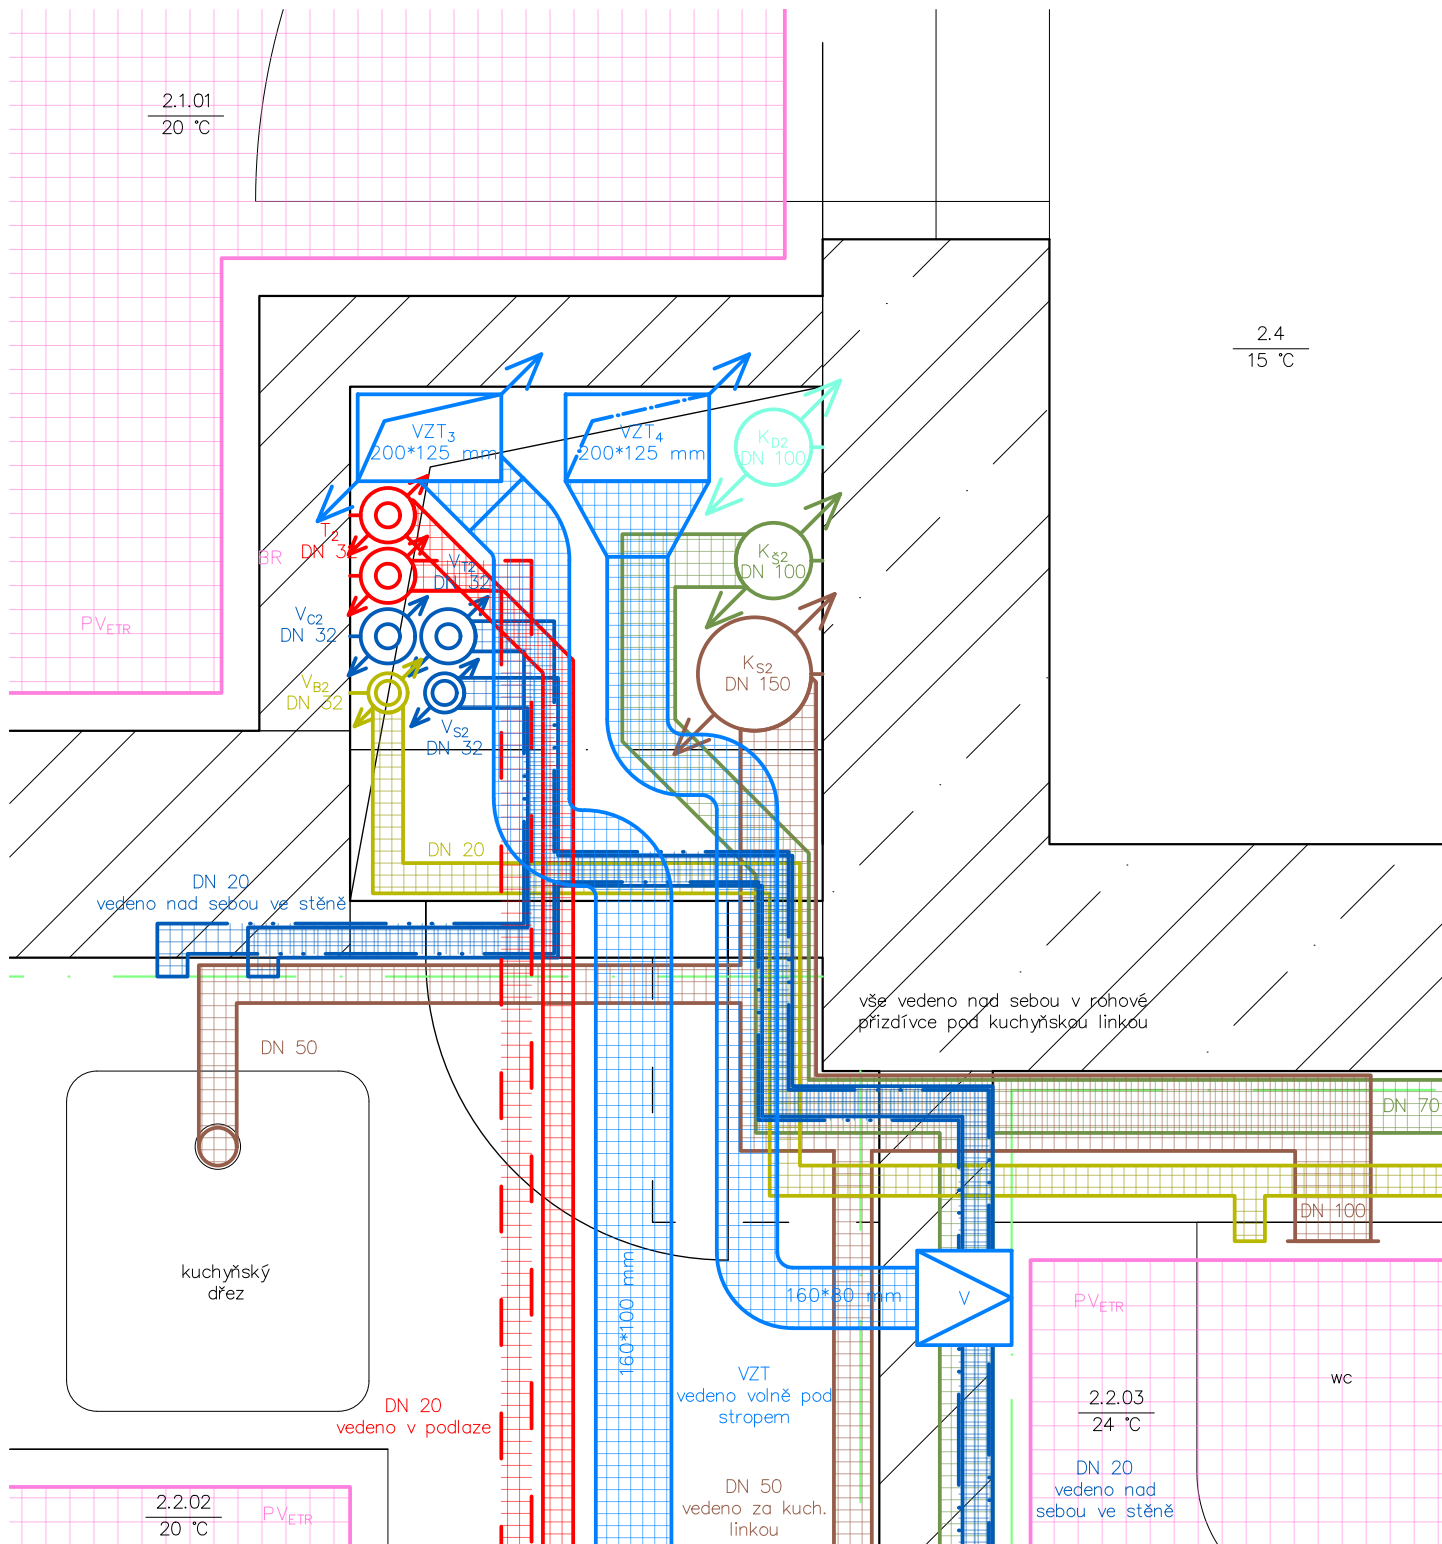 2.1.01
20 °C
2.4
15 °C
VZT3
200*125 mm
VZT4
200*125 mm
KD2
DN 100
T2
DN 32
BR
VT2
DN 32
KŠ2
DN 100
VC2
DN 32
PVETR
KS2
DN 150
VB2
DN 32
VS2
DN 32
DN 20
DN 20
vedeno nad sebou ve stěně
vše vedeno nad sebou v rohové
přizdívce pod kuchyňskou linkou
DN 50
DN 70
DN 100
kuchyňský
dřez
160*100 mm
160*80 mm
V
PVETR
VZT
vedeno volně pod
stropem
wc
2.2.03
24 °C
DN 20
vedeno v podlaze
DN 20
vedeno nad
sebou ve stěně
DN 50
vedeno za kuch.
linkou
2.2.02
20 °C
PVETR